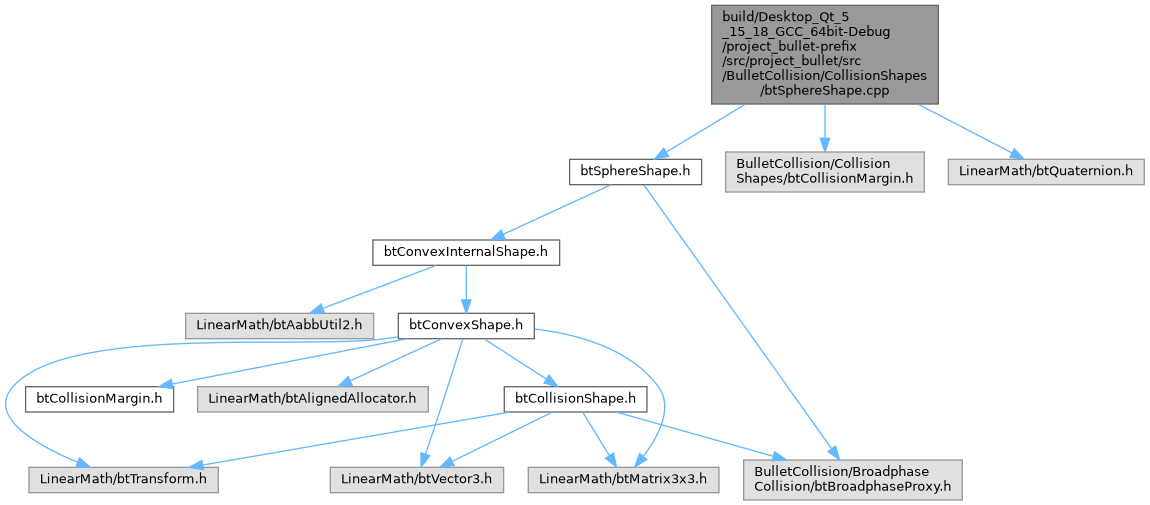 build/Desktop_Qt_5
_15_18_GCC_64bit-Debug
/project_bullet-prefix
/src/project_bullet/src
/BulletCollision/CollisionShapes
/btSphereShape.cpp
btSphereShape.h
BulletCollision/Collision
Shapes/btCollisionMargin.h
LinearMath/btQuaternion.h
btConvexInternalShape.h
LinearMath/btAabbUtil2.h
btConvexShape.h
btCollisionMargin.h
LinearMath/btAlignedAllocator.h
btCollisionShape.h
LinearMath/btTransform.h
LinearMath/btVector3.h
LinearMath/btMatrix3x3.h
BulletCollision/Broadphase
Collision/btBroadphaseProxy.h